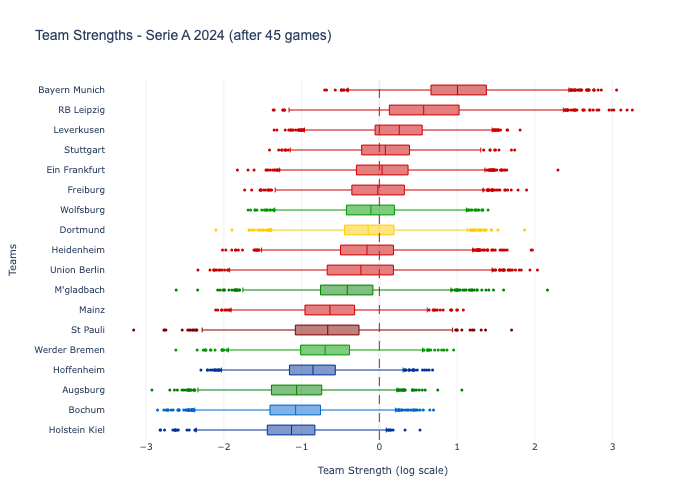 Team Strengths - Serie A 2024 (after 45 games)
Bayern Munich
RB Leipzig
Leverkusen
Stuttgart
Ein Frankfurt
Freiburg
Wolfsburg
Dortmund
Heidenheim
Union Berlin
M'gladbach
Mainz
St Pauli
Werder Bremen
Hoffenheim
Augsburg
Bochum
Holstein Kiel
Teams
−3 −2 −1 0 1 2 3
Team Strength (log scale)